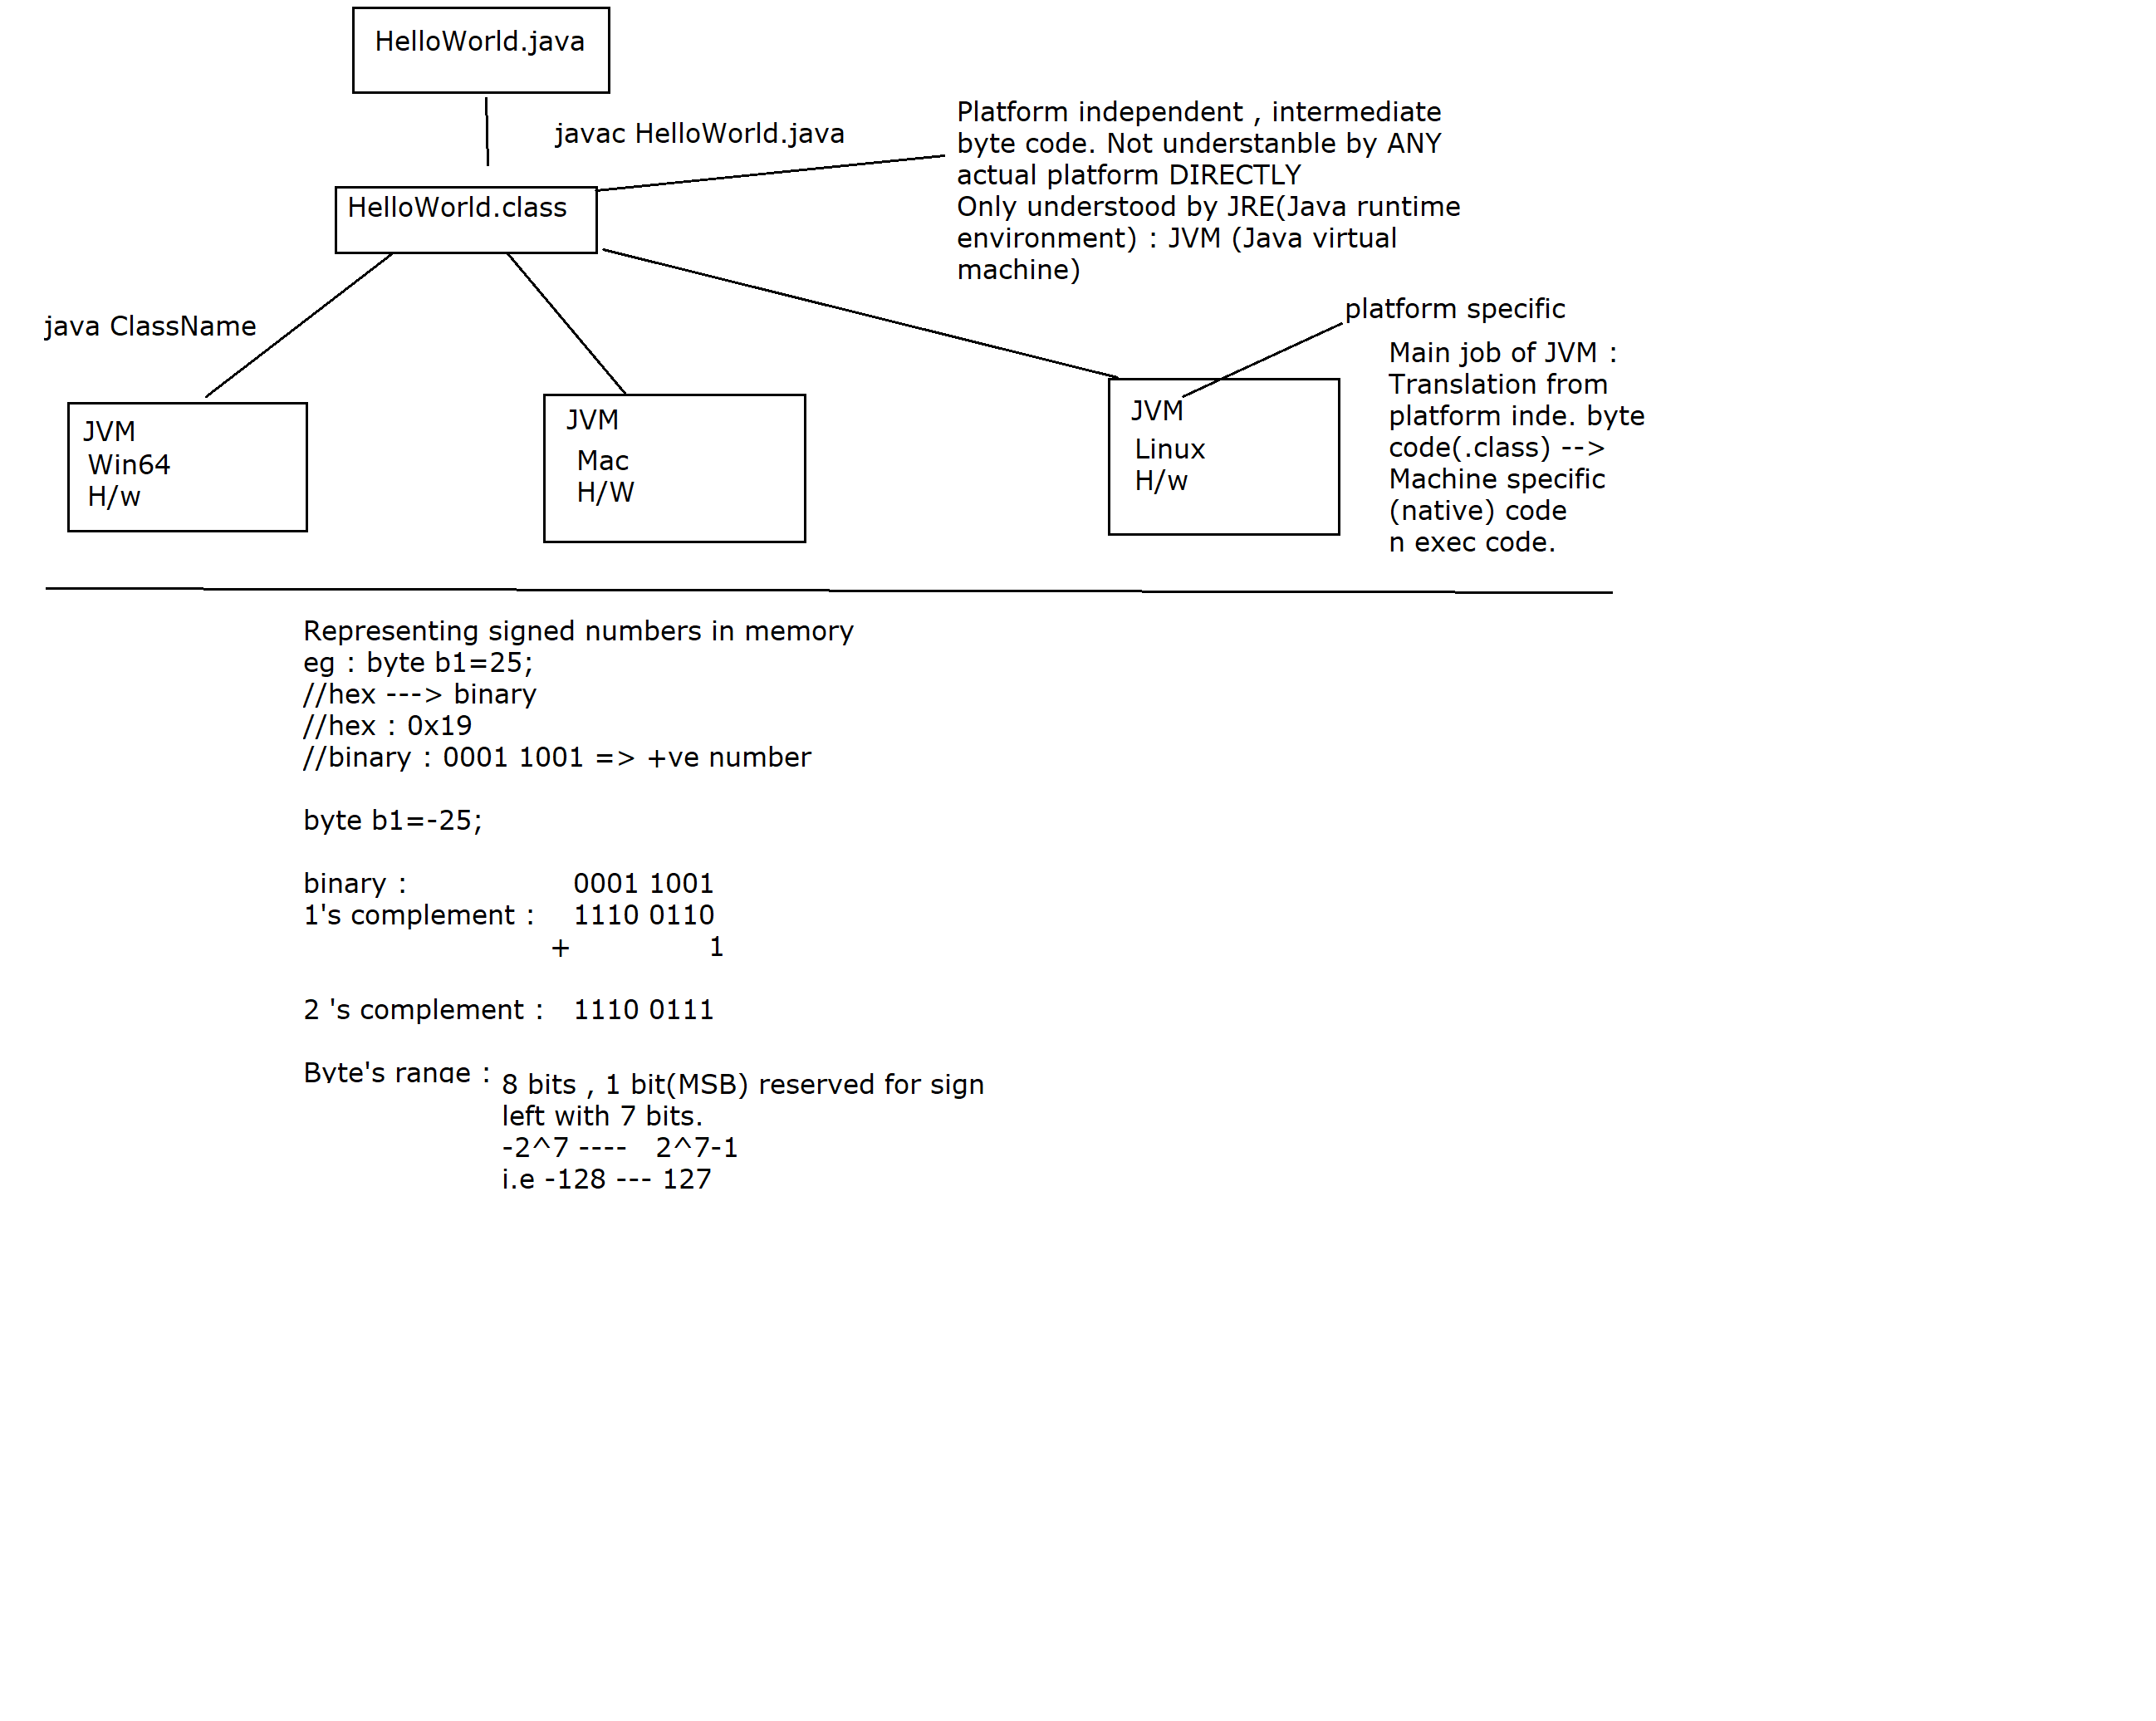 HelloWorld.java
javac HelloWorld.java
HelloWorld.class
Platform independent , intermediate
byte code. Not understanble by ANY
actual platform DIRECTLY
Only understood by JRE(Java runtime
environment) : JVM (Java virtual
machine)
java ClassName
platform specific
JVM
Win64
H/w
JVM
Mac
H/W
JVM
Linux
H/w
Main job of JVM :
Translation from
platform inde. byte
code(.class) -->
Machine specific
(native) code
n exec code.
Representing signed numbers in memory
eg : byte b1=25;
//hex ---> binary
//hex : 0x19
//binary : 0001 1001 => +ve number
byte b1=-25;
binary : 0001 1001
1's complement : 1110 0110
+ 1
2 's complement : 1110 0111
Byte's range :
8 bits , 1 bit(MSB) reserved for sign
left with 7 bits.
-2^7 ---- 2^7-1
i.e -128 --- 127